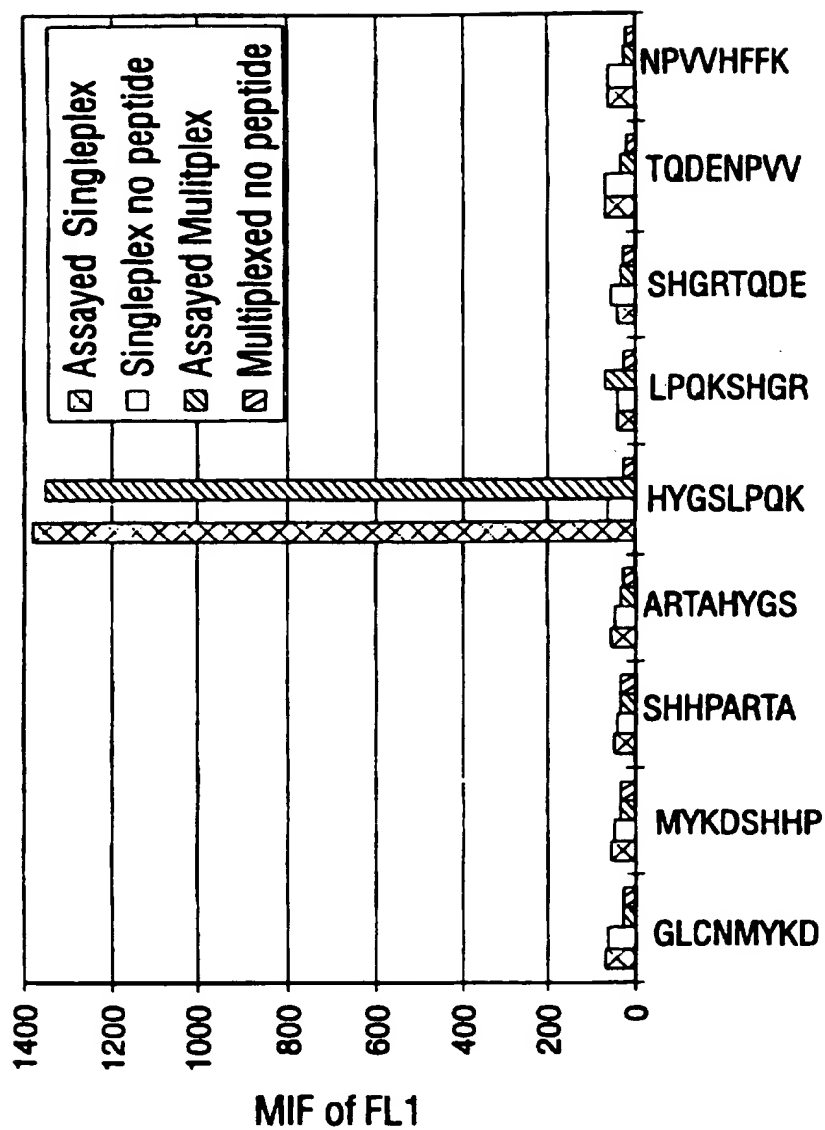 1400
1200
1000
800
600
400
200
0
MIF of FL1
Assayed Singleplex
Singleplex no peptide
Assayed Mulitplex
Multiplexed no peptide
GLCNMYKD
MYKDSHHP
SHHPARTA
ARTAHYGS
HYGSLPQK
LPQKSHGR
SHGRTQDE
TQDENPVV
NPVVHFFK